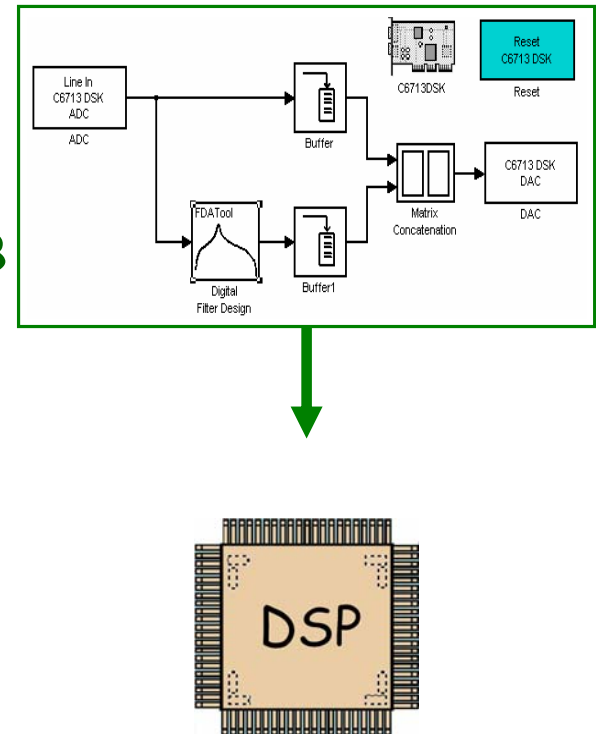 Line In
C6713 DSK
ADC
ADC
Buffer
C6713DSK
Reset
C6713 DSK
Reset
Matrix
Concatenation
C6713 DSK
DAC
DAC
FDATool
Digital
Filter Design
Buffer1
DSP